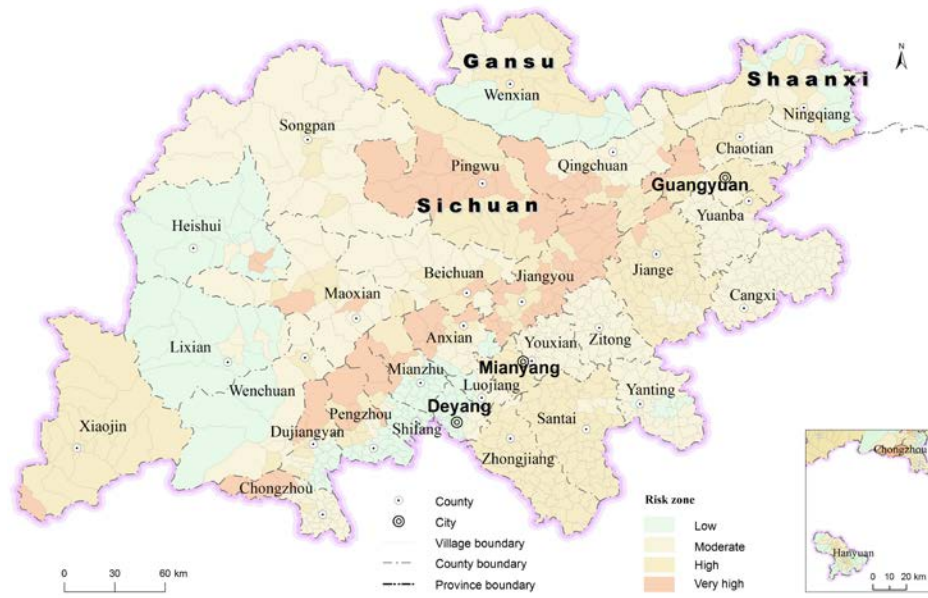 Gansu
Shaanxi
N
Wenxian
Ningqiang
Songpan
Chaotian
Pingwu
Qingchuan
Guangyuan
Sichuan
Yuanba
Heishui
Beichuan
Jiangyou
Jiange
Maoxian
Cangxi
Anxian
Youxian
Zitong
Lixian
Mianzhu
Mianyang
Wenchuan
Luojiang
Yanting
Pengzhou
Deyang
Santai
Xiaojin
Dujiangyan
Shifang
Zhongjiang
Chongzhou
Chongzhou
County
City
Village boundary
County boundary
Province boundary
Risk zone
Low
Moderate
High
Very high
Hanyuan
0 30 60 km
0 10 20 km